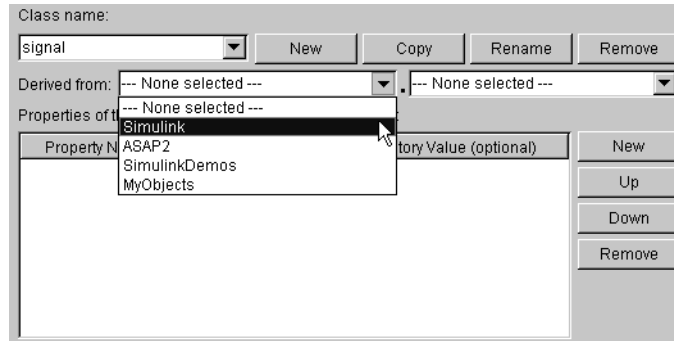 Class name:
signal New Copy Rename Remove
Derived from: --- None selected --- . --- None selected ---
--- None selected ---
Properties of t
Simulink
Property N tory Value (optional) New
ASAP2
SimulinkDemos
MyObjects
Up
Down
Remove